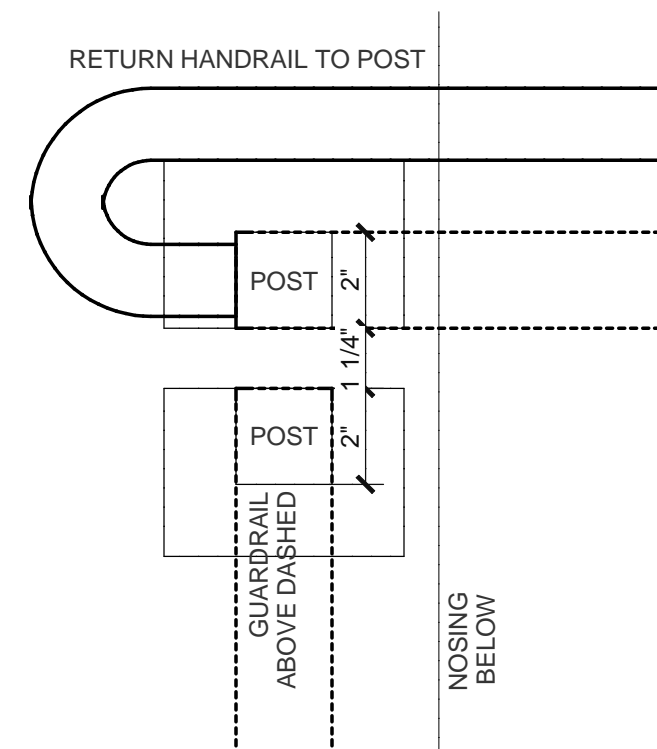 RETURN HANDRAIL TO POST
POST
2"
1 1/4"
POST
2"
GUARDRAIL
ABOVE DASHED
NOSING
BELOW